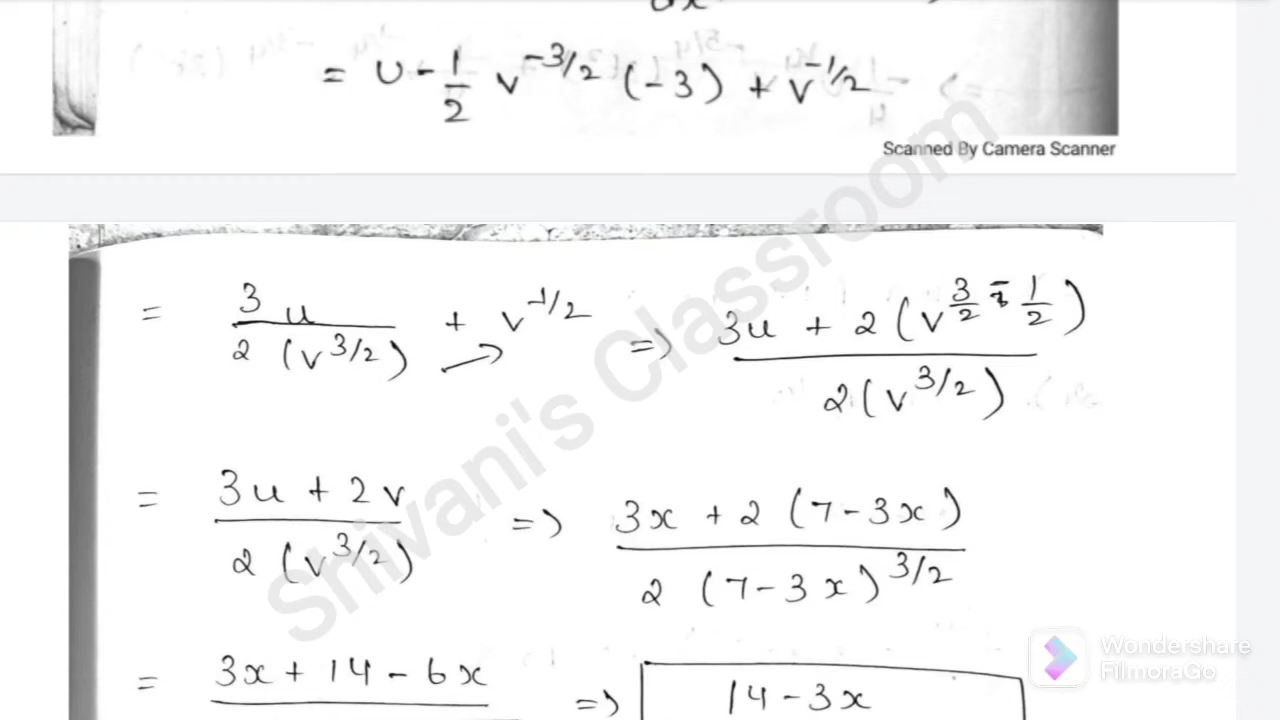 = u - 1/2 v^-3/2 (-3) + v^-1/2
Scanned By Camera Scanner
= 3u / 2 (v^3/2) + v^-1/2 => 3u + 2 (v^3/2 - 1/2) / 2 (v^3/2)
= 3u + 2v / 2 (v^3/2) => 3x + 2 (7 - 3x) / 2 (7 - 3x)^3/2
= 3x + 14 - 6x => 14 - 3x
Shivani's Classroom
Wondershare
FilmoraGo